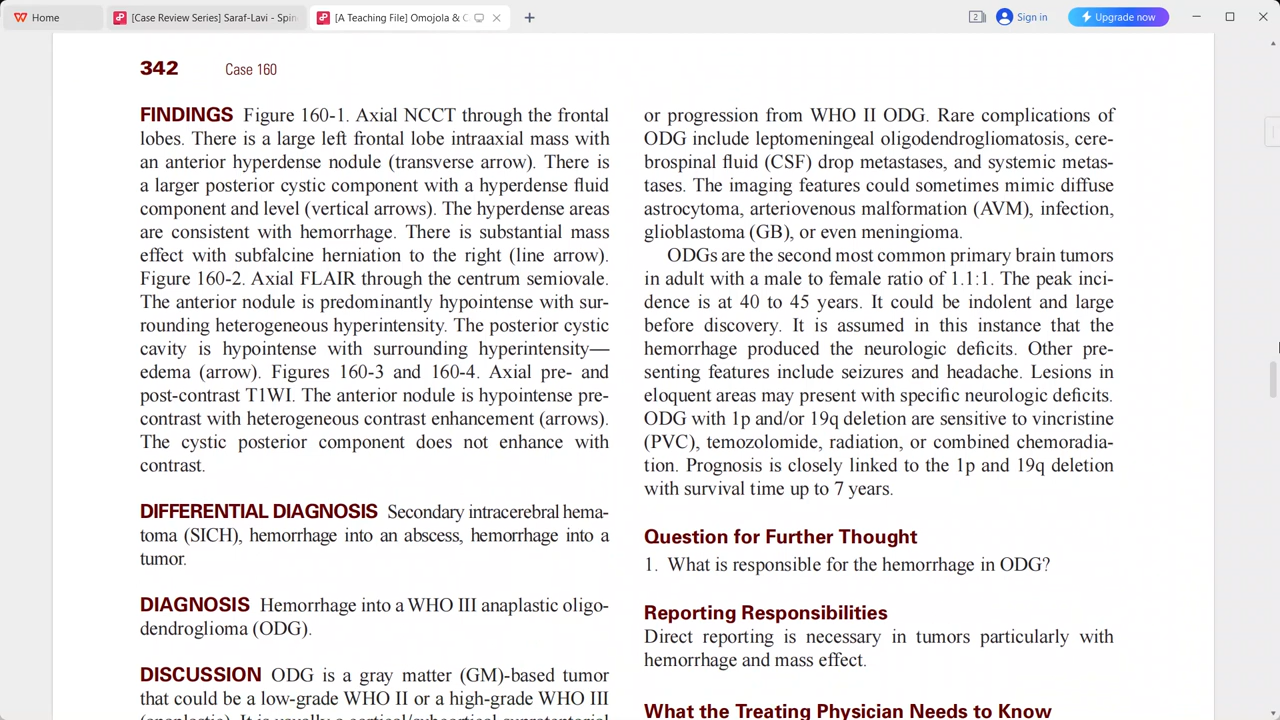 Home
[Case Review Series] Saraf-Lavi - Spin
[A Teaching File] Omojola & C
2
Sign in
Upgrade now
342 Case 160
FINDINGS Figure 160-1. Axial NCCT through the frontal
lobes. There is a large left frontal lobe intraaxial mass with
an anterior hyperdense nodule (transverse arrow). There is
a larger posterior cystic component with a hyperdense fluid
component and level (vertical arrows). The hyperdense areas
are consistent with hemorrhage. There is substantial mass
effect with subfalcine herniation to the right (line arrow).
Figure 160-2. Axial FLAIR through the centrum semiovale.
The anterior nodule is predominantly hypointense with sur-
rounding heterogeneous hyperintensity. The posterior cystic
cavity is hypointense with surrounding hyperintensity—
edema (arrow). Figures 160-3 and 160-4. Axial pre- and
post-contrast T1WI. The anterior nodule is hypointense pre-
contrast with heterogeneous contrast enhancement (arrows).
The cystic posterior component does not enhance with
contrast.
DIFFERENTIAL DIAGNOSIS Secondary intracerebral hema-
toma (SICH), hemorrhage into an abscess, hemorrhage into a
tumor.
DIAGNOSIS Hemorrhage into a WHO III anaplastic oligo-
dendroglioma (ODG).
DISCUSSION ODG is a gray matter (GM)-based tumor
that could be a low-grade WHO II or a high-grade WHO III
(anaplastic). It is usually a cortical/subcortical supratentorial
or progression from WHO II ODG. Rare complications of
ODG include leptomeningeal oligodendrogliomatosis, cere-
brospinal fluid (CSF) drop metastases, and systemic metas-
tases. The imaging features could sometimes mimic diffuse
astrocytoma, arteriovenous malformation (AVM), infection,
glioblastoma (GB), or even meningioma.
ODGs are the second most common primary brain tumors
in adult with a male to female ratio of 1.1:1. The peak inci-
dence is at 40 to 45 years. It could be indolent and large
before discovery. It is assumed in this instance that the
hemorrhage produced the neurologic deficits. Other pre-
senting features include seizures and headache. Lesions in
eloquent areas may present with specific neurologic deficits.
ODG with 1p and/or 19q deletion are sensitive to vincristine
(PVC), temozolomide, radiation, or combined chemoradia-
tion. Prognosis is closely linked to the 1p and 19q deletion
with survival time up to 7 years.
Question for Further Thought
1. What is responsible for the hemorrhage in ODG?
Reporting Responsibilities
Direct reporting is necessary in tumors particularly with
hemorrhage and mass effect.
What the Treating Physician Needs to Know